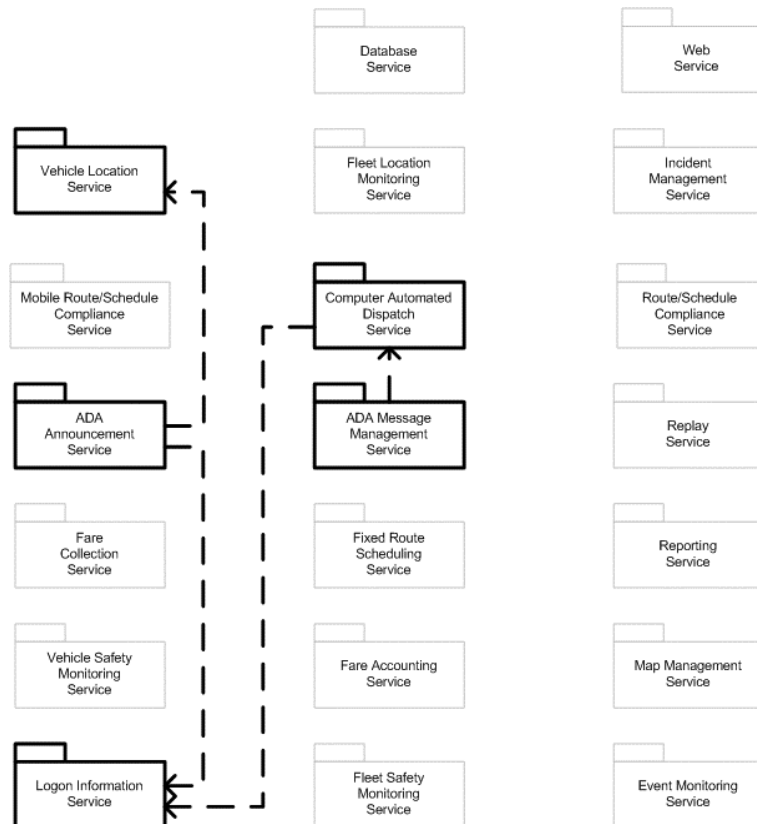 Database
Service
Web
Service
Vehicle Location
Service
Fleet Location
Monitoring
Service
Incident
Management
Service
Mobile Route/Schedule
Compliance
Service
Computer Automated
Dispatch
Service
Route/Schedule
Compliance
Service
ADA
Announcement
Service
ADA Message
Management
Service
Replay
Service
Fare
Collection
Service
Fixed Route
Scheduling
Service
Reporting
Service
Vehicle Safety
Monitoring
Service
Fare Accounting
Service
Map Management
Service
Logon Information
Service
Fleet Safety
Monitoring
Service
Event Monitoring
Service